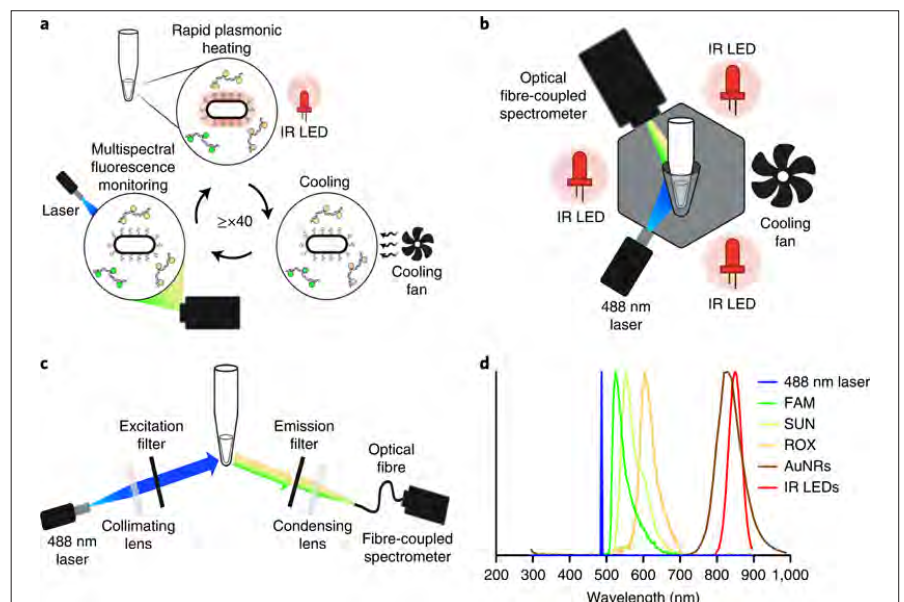 a
Rapid plasmonic
heating
IR LED
Multispectral
fluorescence
monitoring
Laser
≥×40
Cooling
Cooling
fan
b
IR LED
Optical
fibre-coupled
spectrometer
IR LED
Cooling
fan
488 nm
laser
IR LED
c
Excitation
filter
Emission
filter
Optical
fibre
488 nm
laser
Collimating
lens
Condensing
lens
Fibre-coupled
spectrometer
d
488 nm laser
FAM
SUN
ROX
AuNRs
IR LEDs
200 300 400 500 600 700 800 900 1,000
Wavelength (nm)